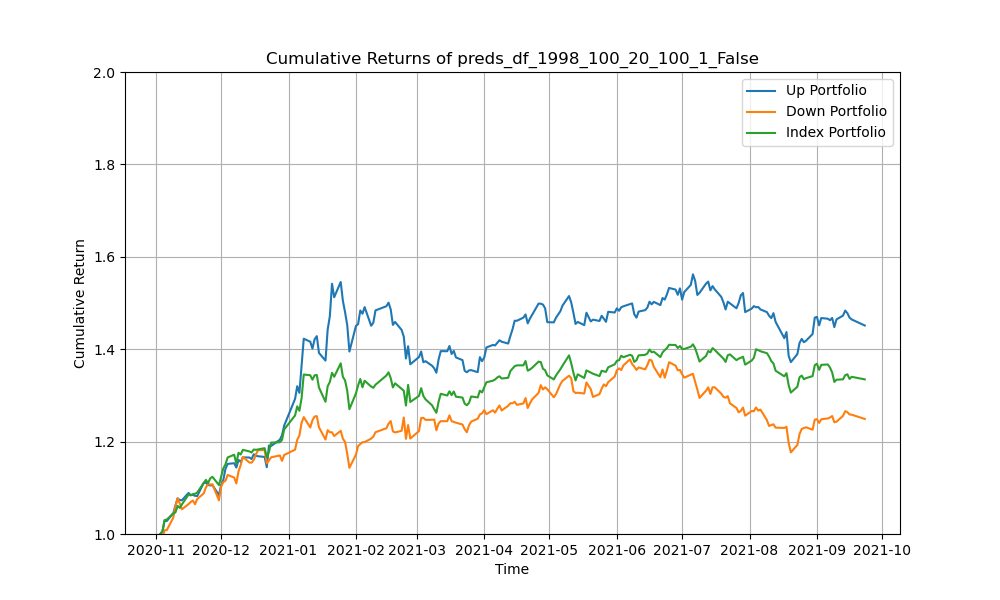 Cumulative Returns of preds_df_1998_100_20_100_1_False
2.0
1.8
1.6
1.4
1.2
1.0
Cumulative Return
Up Portfolio
Down Portfolio
Index Portfolio
2020-11 2020-12 2021-01 2021-02 2021-03 2021-04 2021-05 2021-06 2021-07 2021-08 2021-09 2021-10
Time